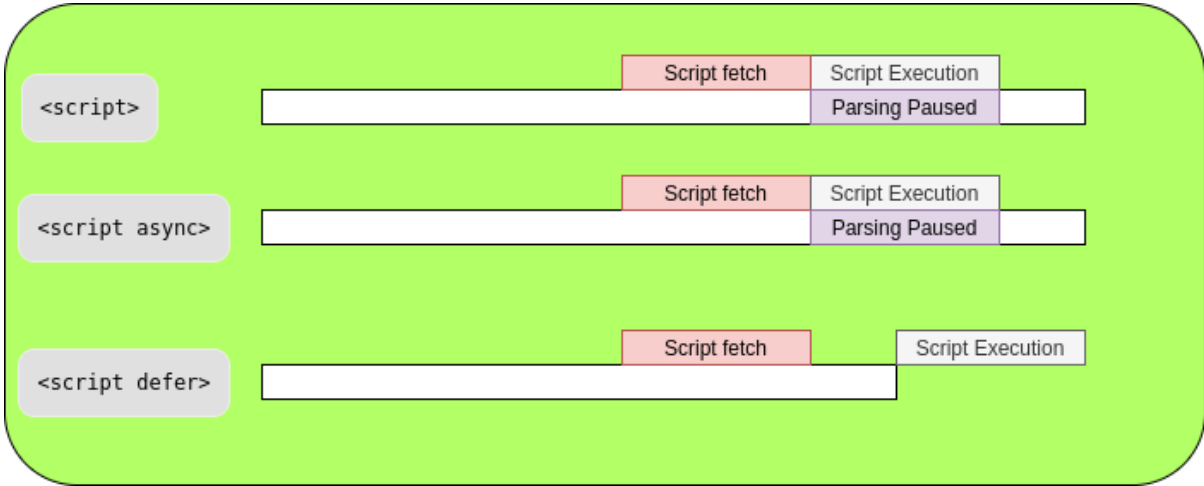 Script fetch
Script Execution
<script>
Parsing Paused
Script fetch
Script Execution
<script async>
Parsing Paused
Script fetch
Script Execution
<script defer>